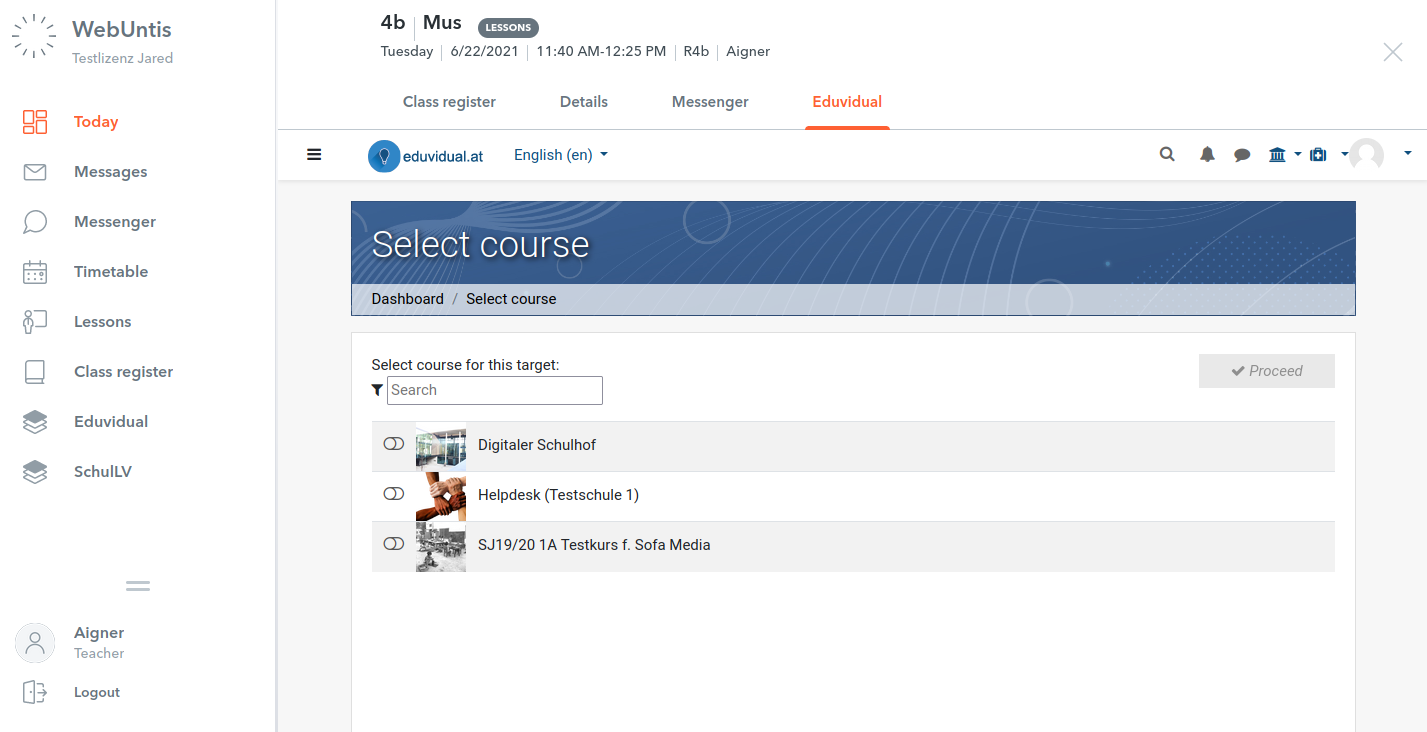 WebUntis
Testlizenz Jared
Today
Messages
Messenger
Timetable
Lessons
Class register
Eduvidual
SchulLV
Aigner
Teacher
Logout
4b Mus LESSONS
Tuesday 6/22/2021 11:40 AM-12:25 PM R4b Aigner
Class register Details Messenger Eduvidual
eduvidual.at English (en)
Select course
Dashboard / Select course
Select course for this target:
Proceed
Search
Digitaler Schulhof
Helpdesk (Testschule 1)
SJ19/20 1A Testkurs f. Sofa Media